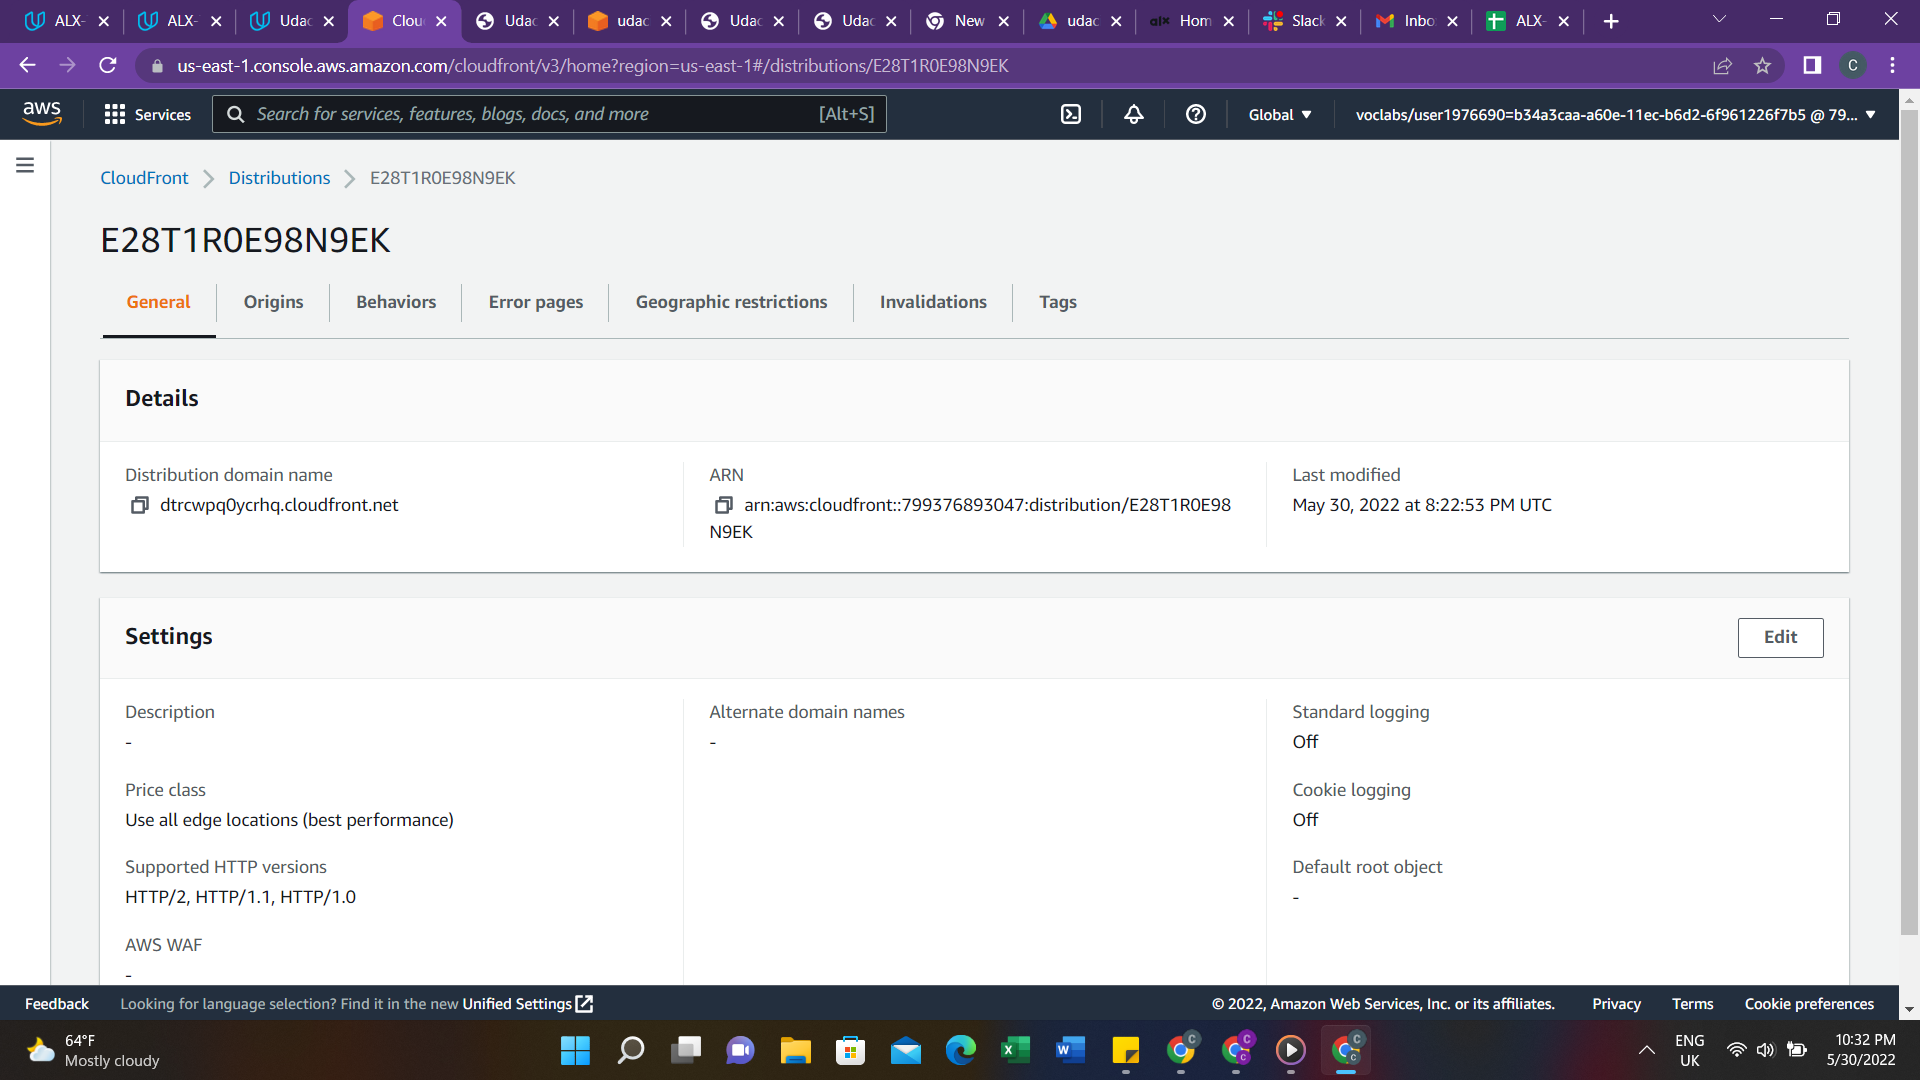 ALX-
ALX-
Udac
Clou
Udac
udac
Udac
Udac
New
udac
alx Hom
Slack
Inbo
ALX-
us-east-1.console.aws.amazon.com/cloudfront/v3/home?region=us-east-1#/distributions/E28T1R0E98N9EK
C
aws
Services
Search for services, features, blogs, docs, and more [Alt+S]
Global
voclabs/user1976690=b34a3caa-a60e-11ec-b6d2-6f961226f7b5 @ 79...
CloudFront
Distributions
E28T1R0E98N9EK
E28T1R0E98N9EK
General
Origins
Behaviors
Error pages
Geographic restrictions
Invalidations
Tags
Details
Distribution domain name
dtrcwpq0ycrhq.cloudfront.net
ARN
arn:aws:cloudfront::799376893047:distribution/E28T1R0E98
N9EK
Last modified
May 30, 2022 at 8:22:53 PM UTC
Settings
Edit
Description
-
Price class
Use all edge locations (best performance)
Supported HTTP versions
HTTP/2, HTTP/1.1, HTTP/1.0
AWS WAF
-
Alternate domain names
-
Standard logging
Off
Cookie logging
Off
Default root object
-
Feedback
Looking for language selection? Find it in the new Unified Settings
© 2022, Amazon Web Services, Inc. or its affiliates.
Privacy
Terms
Cookie preferences
64°F
Mostly cloudy
ENG
UK
10:32 PM
5/30/2022